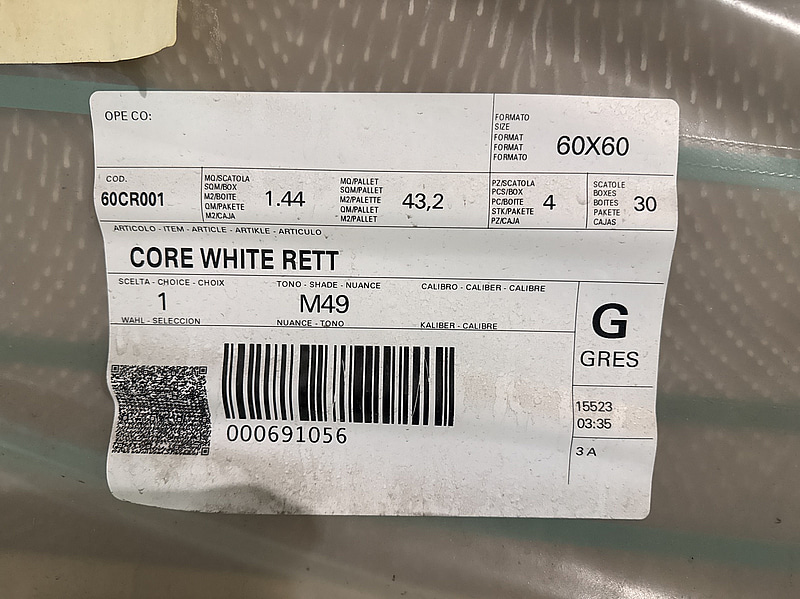 OPE CO:
FORMATO
SIZE
FORMAT
FORMAT
FORMATO
60X60
COD.
60CR001
MQ/SCATOLA
SQM/BOX
M2/BOITE
QM/PAKETE
M2/CAJA
1.44
MQ/PALLET
SQM/PALLET
M2/PALETTE
QM/PALLET
M2/PALLET
43,2
PZ/SCATOLA
PCS/BOX
PC/BOITE
STK/PAKETE
PZ/CAJA
4
SCATOLE
BOXES
BOITES
PAKETE
CAJAS
30
ARTICOLO - ITEM - ARTICLE - ARTIKLE - ARTICULO
CORE WHITE RETT
SCELTA - CHOICE - CHOIX
1
WAHL - SELECCION
TONO - SHADE - NUANCE
M49
NUANCE - TONO
CALIBRO - CALIBER - CALIBRE
KALIBER - CALIBRE
G
GRES
000691056
15523
03:35
3 A